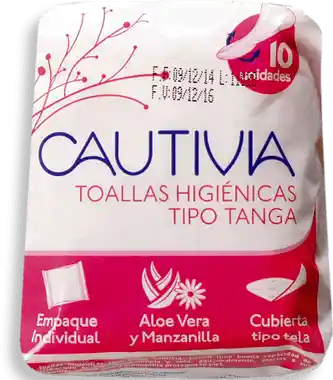 10
unidades
F.F:09/12/14 L:
F.V:09/12/16
CAUTIVIA
TOALLAS HIGIÉNICAS
TIPO TANGA
Empaque
Individual
Aloe Vera
y Manzanilla
Cubierta
tipo tela